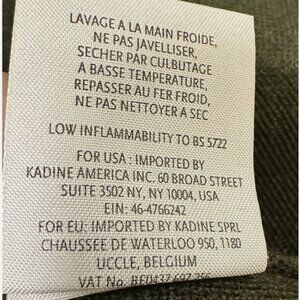 LAVAGE A LA MAIN FROIDE,
NE PAS JAVELLISER,
SECHER PAR CULBUTAGE
A BASSE TEMPERATURE,
REPASSER AU FER FROID,
NE PAS NETTOYER A SEC
LOW INFLAMMABILITY TO BS 5722
FOR USA : IMPORTED BY
KADINE AMERICA INC. 60 BROAD STREET
SUITE 3502 NY, NY, 10004, USA
EIN: 46-4766242
FOR EU: IMPORTED BY KADINE SPRL
CHAUSSEE DE WATERLOO 950, 1180
UCCLE, BELGIUM
VAT No.